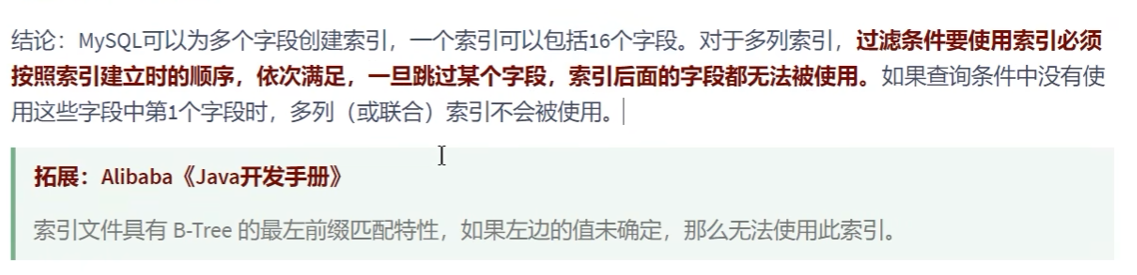 结论：MySQL可以为多个字段创建索引，一个索引可以包括16个字段。对于多列索引，过滤条件要使用索引必须
按照索引建立时的顺序，依次满足，一旦跳过某个字段，索引后面的字段都无法被使用。如果查询条件中没有使
用这些字段中第1个字段时，多列（或联合）索引不会被使用。
拓展：Alibaba《Java开发手册》
索引文件具有 B-Tree 的最左前缀匹配特性，如果左边的值未确定，那么无法使用此索引。